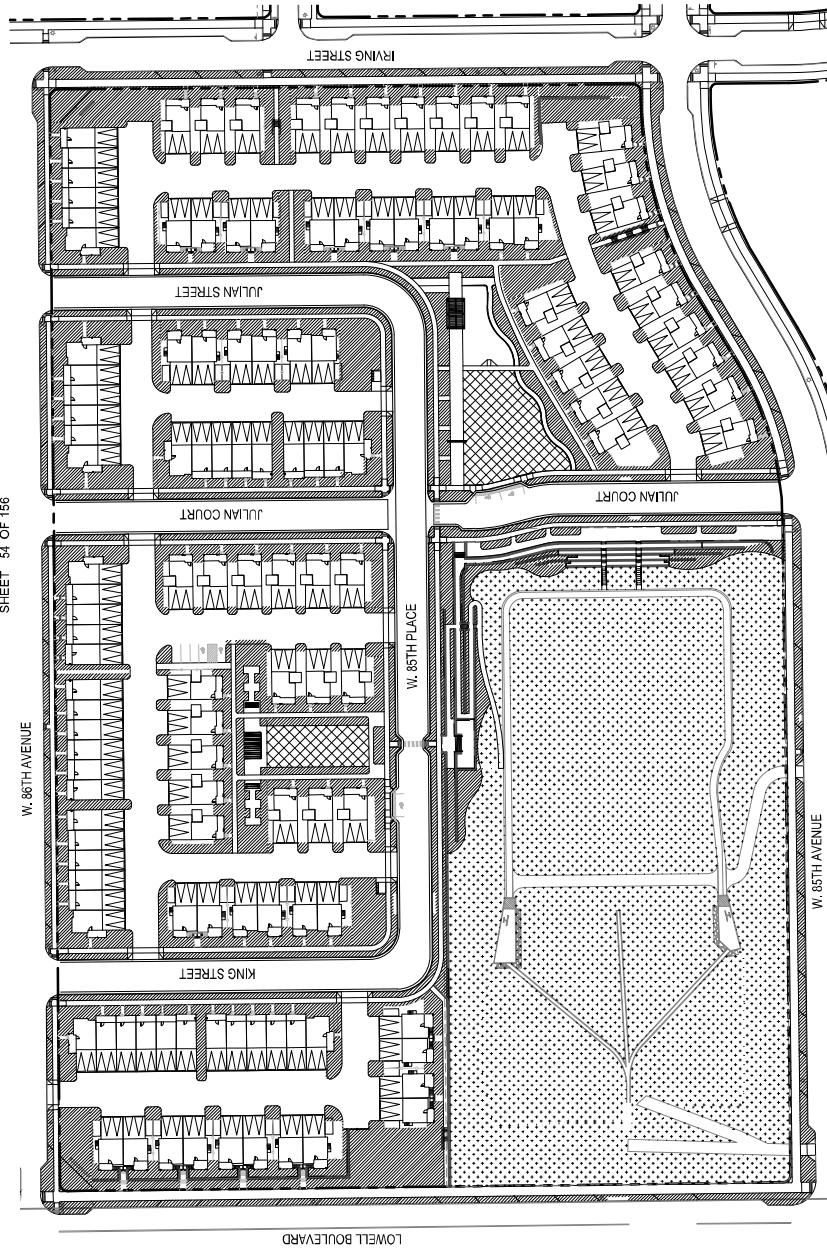 IRVING STREET
JULIAN STREET
SHEET 54 OF 156
JULIAN COURT
JULIAN COURT
W. 85TH PLACE
W. 86TH AVENUE
W. 85TH AVENUE
KING STREET
LOWELL BOULEVARD